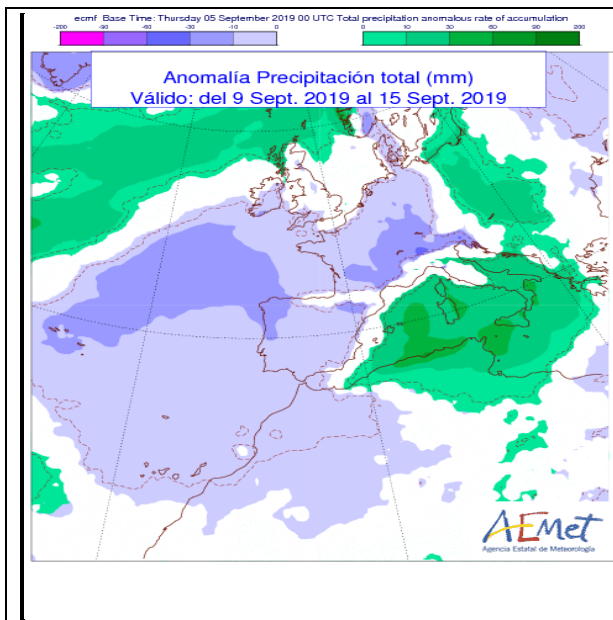 ecmf Base Time: Thursday 05 September 2019 00 UTC Total precipitation anomalous rate of accumulation
-200 -90 -60 -30 -10 0 0 10 30 60 90 200
Anomalía Precipitación total (mm)
Válido: del 9 Sept. 2019 al 15 Sept. 2019
AEMet
Agencia Estatal de Meteorología